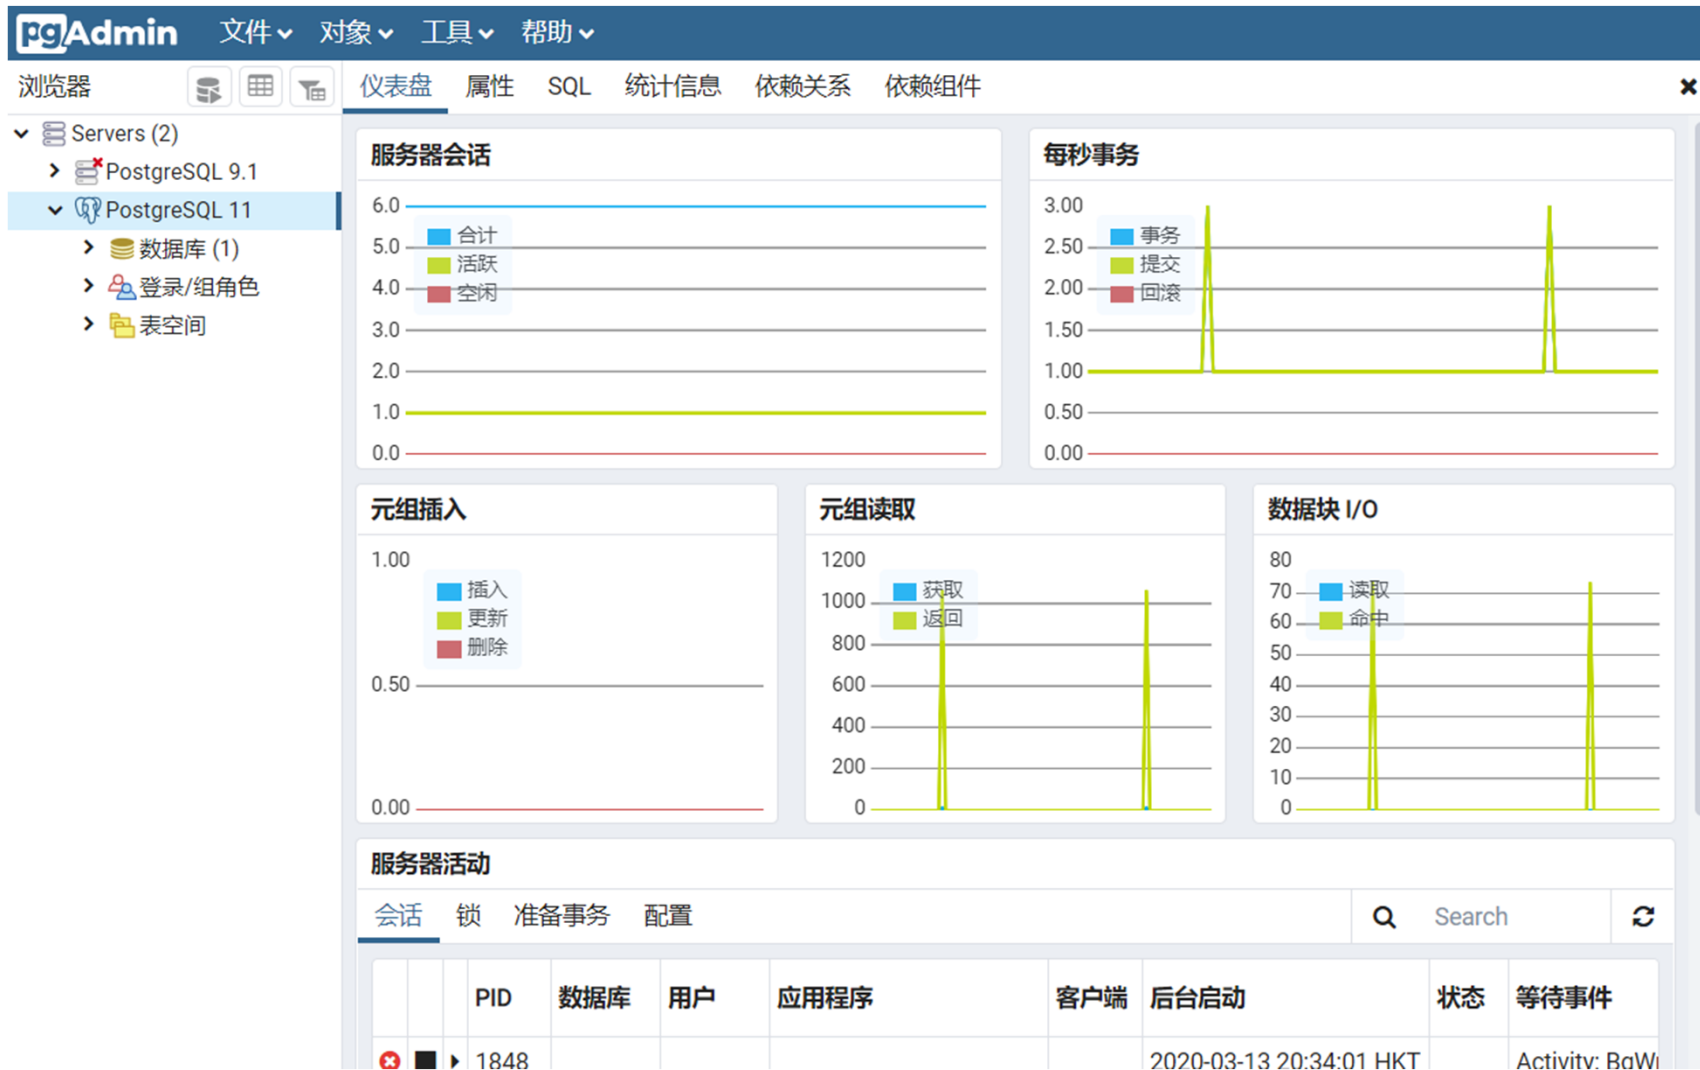 pgAdmin 文件 对象 工具 帮助
浏览器
仪表盘 属性 SQL 统计信息 依赖关系 依赖组件
Servers (2)
PostgreSQL 9.1
PostgreSQL 11
数据库 (1)
登录/组角色
表空间
服务器会话
6.0
5.0
4.0
3.0
2.0
1.0
0.0
合计
活跃
空闲
每秒事务
3.00
2.50
2.00
1.50
1.00
0.50
0.00
事务
提交
回滚
元组插入
1.00
0.50
0.00
插入
更新
删除
元组读取
1200
1000
800
600
400
200
0
获取
返回
数据块 I/O
80
70
60
50
40
30
20
10
0
读取
命中
服务器活动
会话 锁 准备事务 配置 Search
PID 数据库 用户 应用程序 客户端 后台启动 状态 等待事件
1848 2020-03-13 20:34:01 HKT Activity: BgWr